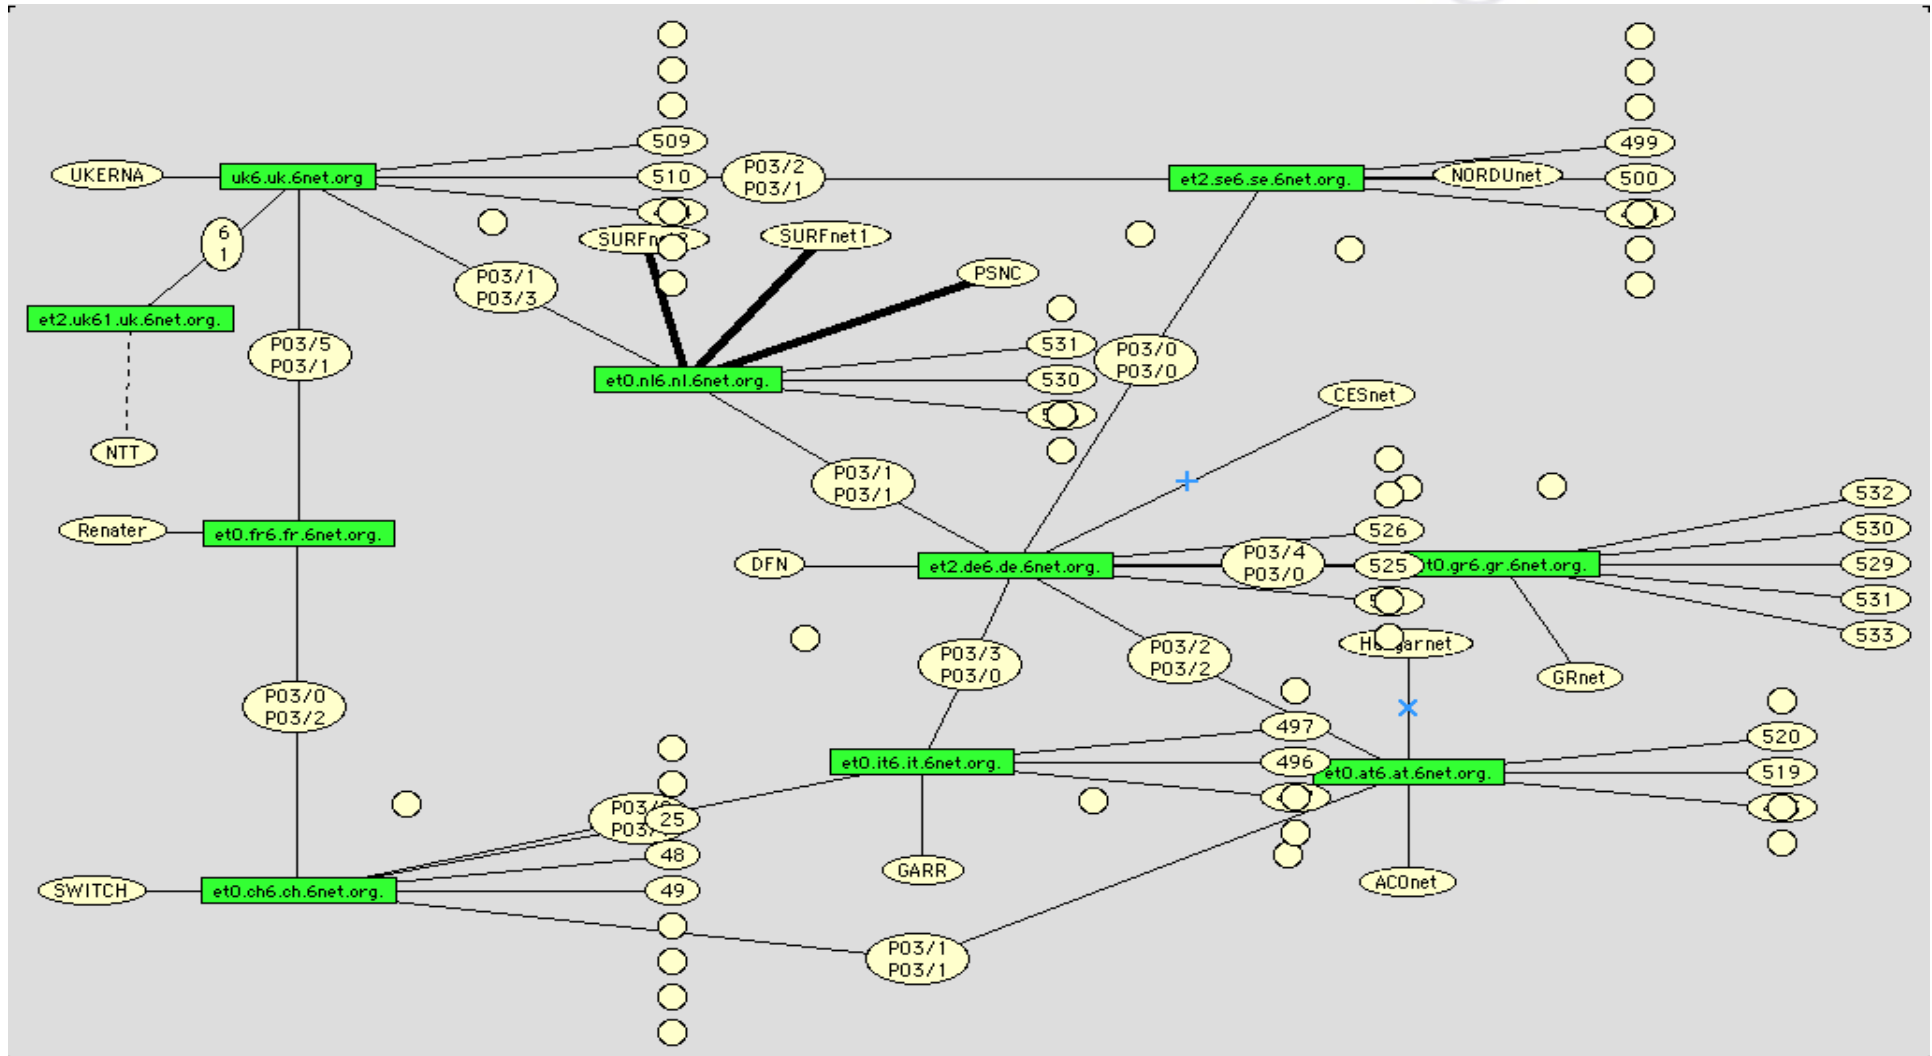 509
UKERNA
uk6.uk.6net.org
510
P03/2
P03/1
et2.se6.se.6net.org.
NORDUnet
499
500
6
1
SURFnet1
P03/1
P03/3
PSNC
et2.uk61.uk.6net.org.
P03/5
P03/1
531
P03/0
P03/0
et0.nl6.nl.6net.org.
530
CESnet
NTT
P03/1
P03/1
532
Renater
et0.fr6.fr.6net.org.
526
530
DFN
et2.de6.de.6net.org.
P03/4
P03/0
525
t0.gr6.gr.6net.org.
529
531
533
P03/3
P03/0
P03/2
P03/2
GRnet
P03/0
P03/2
497
520
et0.it6.it.6net.org.
496
et0.at6.at.6net.org.
519
25
48
GARR
ACOnet
SWITCH
et0.ch6.ch.6net.org.
49
P03/1
P03/1